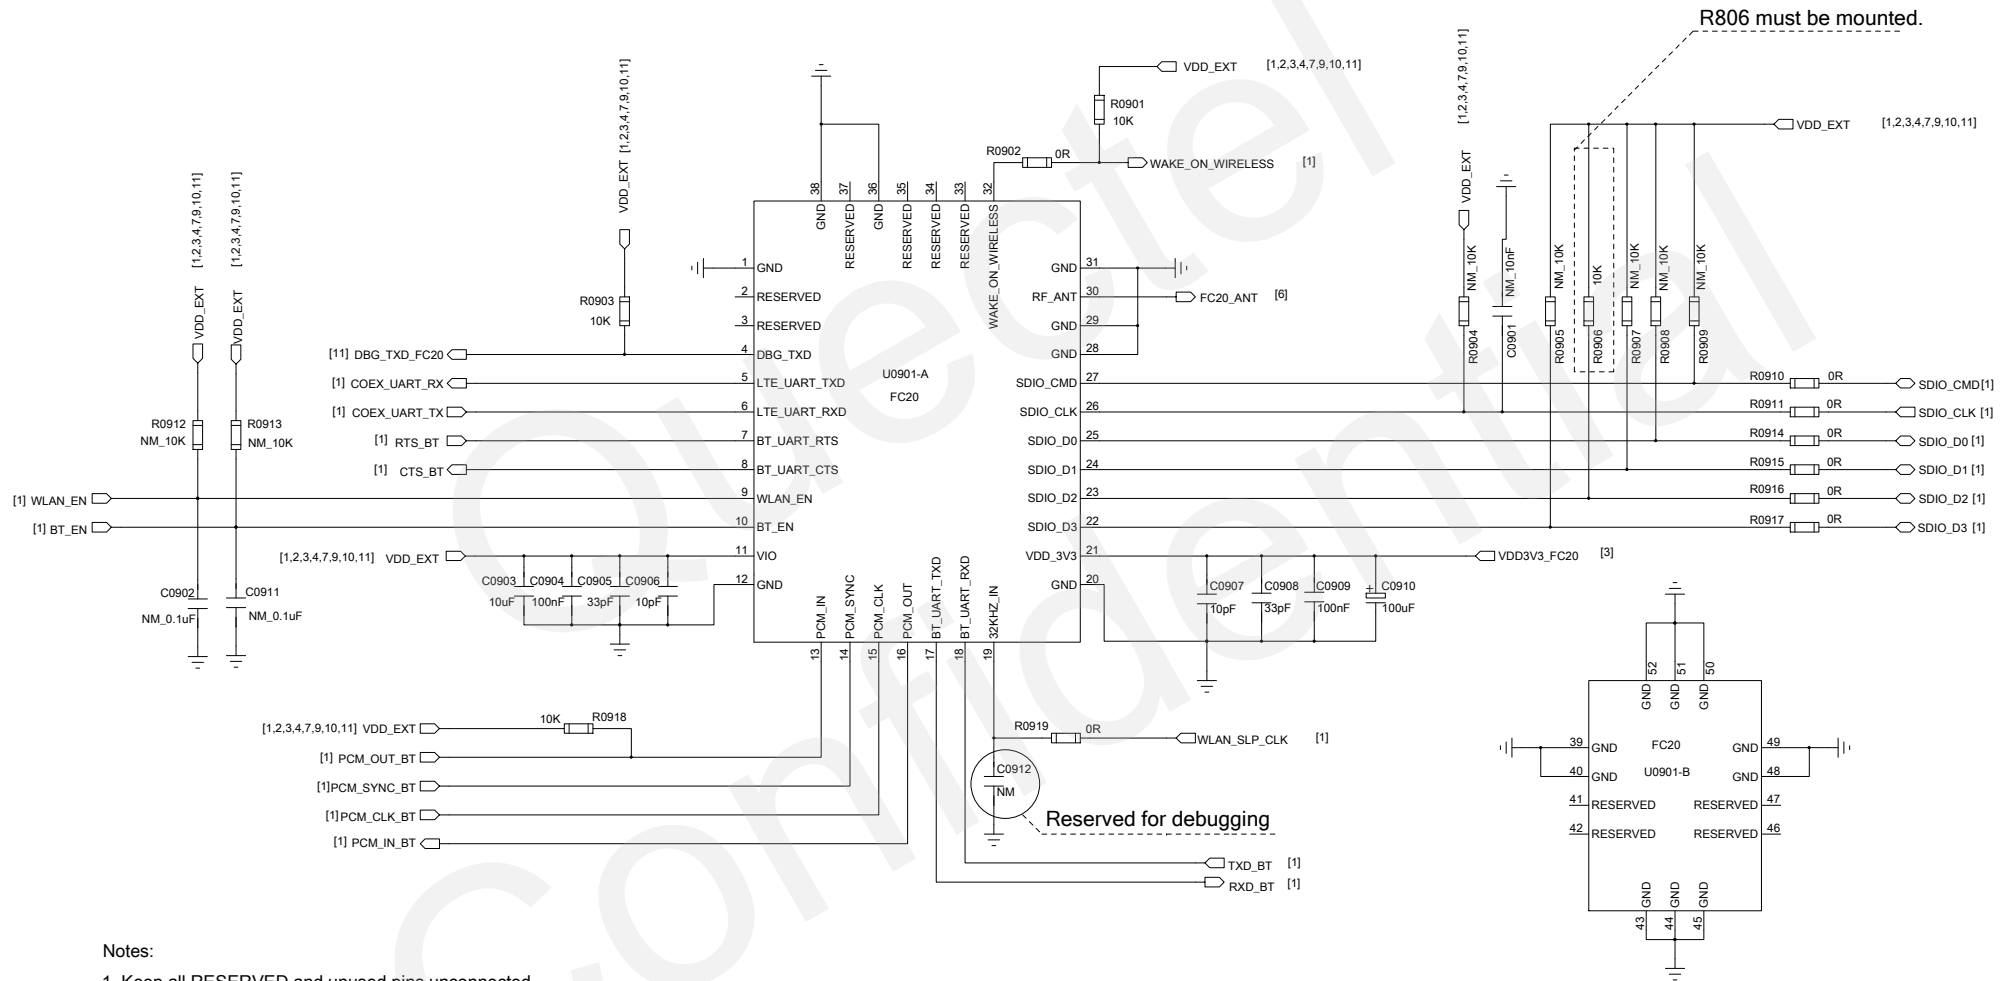 R806 must be mounted.
VDD_EXT [1,2,3,4,7,9,10,11]
R0901
10K
R0902 0R
WAKE_ON_WIRELESS [1]
VDD_EXT [1,2,3,4,7,9,10,11]
VDD_EXT [1,2,3,4,7,9,10,11]
VDD_EXT [1,2,3,4,7,9,10,11]
VDD_EXT [1,2,3,4,7,9,10,11]
VDD_EXT [1,2,3,4,7,9,10,11]
R0903
10K
38 37 36 35 34 33 32
GND
RESERVED
GND
RESERVED
RESERVED
RESERVED
WAKE_ON_WIRELESS
NM_10K
R0904
NM_10nF
C0901
NM_10K
R0905
10K
R0906
NM_10K
R0907
NM_10K
R0908
NM_10K
R0909
1 GND
2 RESERVED
3 RESERVED
[11] DBG_TXD_FC20 4 DBG_TXD
[1] COEX_UART_RX 5 LTE_UART_TXD
[1] COEX_UART_TX 6 LTE_UART_RXD
[1] RTS_BT 7 BT_UART_RTS
[1] CTS_BT 8 BT_UART_CTS
[1] WLAN_EN 9 WLAN_EN
[1] BT_EN 10 BT_EN
[1,2,3,4,7,9,10,11] VDD_EXT 11 VIO
12 GND
U0901-A
FC20
GND 31
RF_ANT 30 FC20_ANT [6]
GND 29
GND 28
SDIO_CMD 27 R0910 0R SDIO_CMD[1]
SDIO_CLK 26 R0911 0R SDIO_CLK [1]
SDIO_D0 25 R0914 0R SDIO_D0 [1]
SDIO_D1 24 R0915 0R SDIO_D1 [1]
SDIO_D2 23 R0916 0R SDIO_D2 [1]
SDIO_D3 22 R0917 0R SDIO_D3 [1]
VDD_3V3 21 VDD3V3_FC20 [3]
GND 20
R0912
NM_10K
R0913
NM_10K
C0902
NM_0.1uF
C0911
NM_0.1uF
C0903 C0904 C0905 C0906
10uF 100nF 33pF 10pF
C0907 C0908 C0909 C0910
10pF 33pF 100nF + 100uF
PCM_IN
PCM_SYNC
PCM_CLK
PCM_OUT
BT_UART_TXD
BT_UART_RXD
32KHZ_IN
13 14 15 16 17 18 19
[1,2,3,4,7,9,10,11] VDD_EXT 10K R0918
[1] PCM_OUT_BT
[1]PCM_SYNC_BT
[1]PCM_CLK_BT
[1] PCM_IN_BT
R0919 0R WLAN_SLP_CLK [1]
C0912
NM
Reserved for debugging
TXD_BT [1]
RXD_BT [1]
52 51 50
GND GND GND
39 GND
40 GND
41 RESERVED
42 RESERVED
FC20
U0901-B
GND 49
GND 48
RESERVED 47
RESERVED 46
GND GND GND
43 44 45
Notes:
1. Keep all RESERVED and unused pins unconnected
Quectel
Confidential